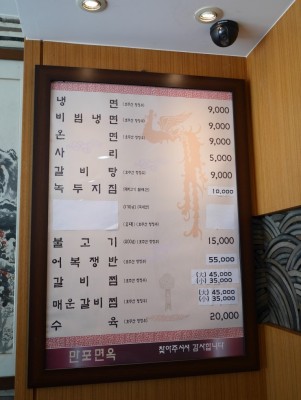 냉 면 9,000
비 빔 냉 면 9,000
온 면 9,000
사 리 5,000
갈 비 탕 9,000
녹 두 지 짐 10,000
불 고 기 15,000
어 복 쟁 반 55,000
갈 비 찜 (大) 45,000
(小) 35,000
매 운 갈 비 찜 (大) 45,000
(小) 35,000
수 육 20,000
만포면옥 찾아주셔서 감사합니다